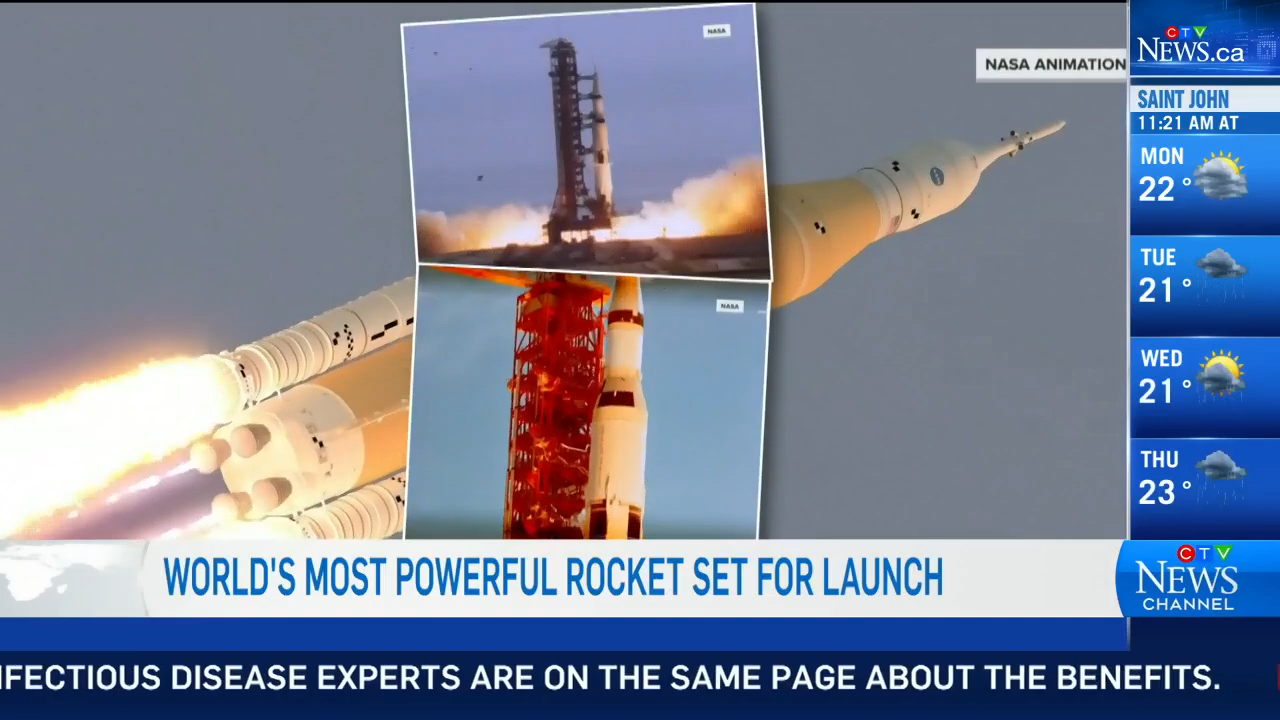 NASA
NASA ANIMATION
NASA
WORLD'S MOST POWERFUL ROCKET SET FOR LAUNCH
NFECTIOUS DISEASE EXPERTS ARE ON THE SAME PAGE ABOUT THE BENEFITS.
CTV
NEWS.ca
SAINT JOHN
11:21 AM AT
MON
22°
TUE
21°
WED
21°
THU
23°
CTV
NEWS
CHANNEL